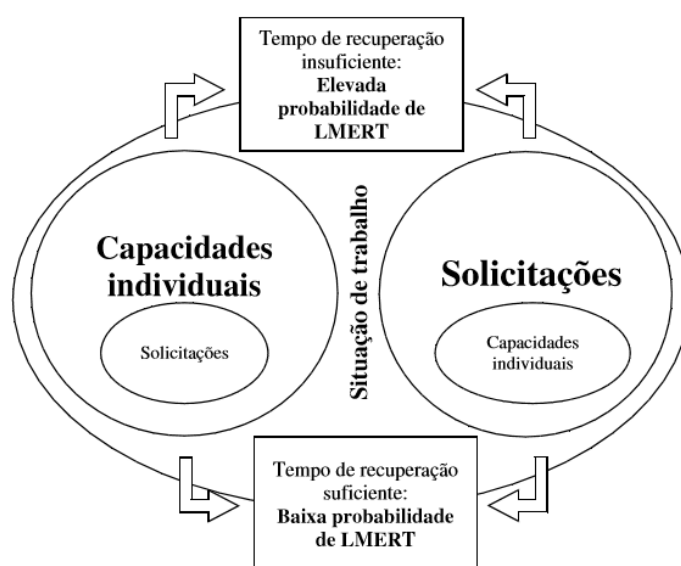 Tempo de recuperação
insuficiente:
Elevada
probabilidade de
LMERT
Capacidades
individuais
Solicitações
Situação de trabalho
Solicitações
Capacidades
individuais
Tempo de recuperação
suficiente:
Baixa probabilidade
de LMERT